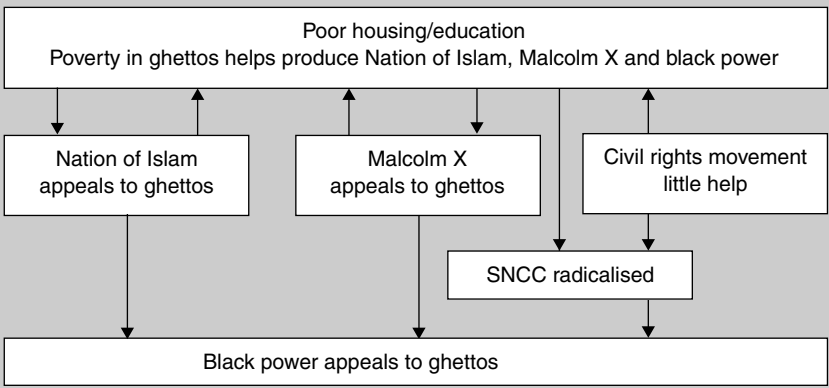 Poor housing/education
Poverty in ghettos helps produce Nation of Islam, Malcolm X and black power
Nation of Islam
appeals to ghettos
Malcolm X
appeals to ghettos
Civil rights movement
little help
SNCC radicalised
Black power appeals to ghettos